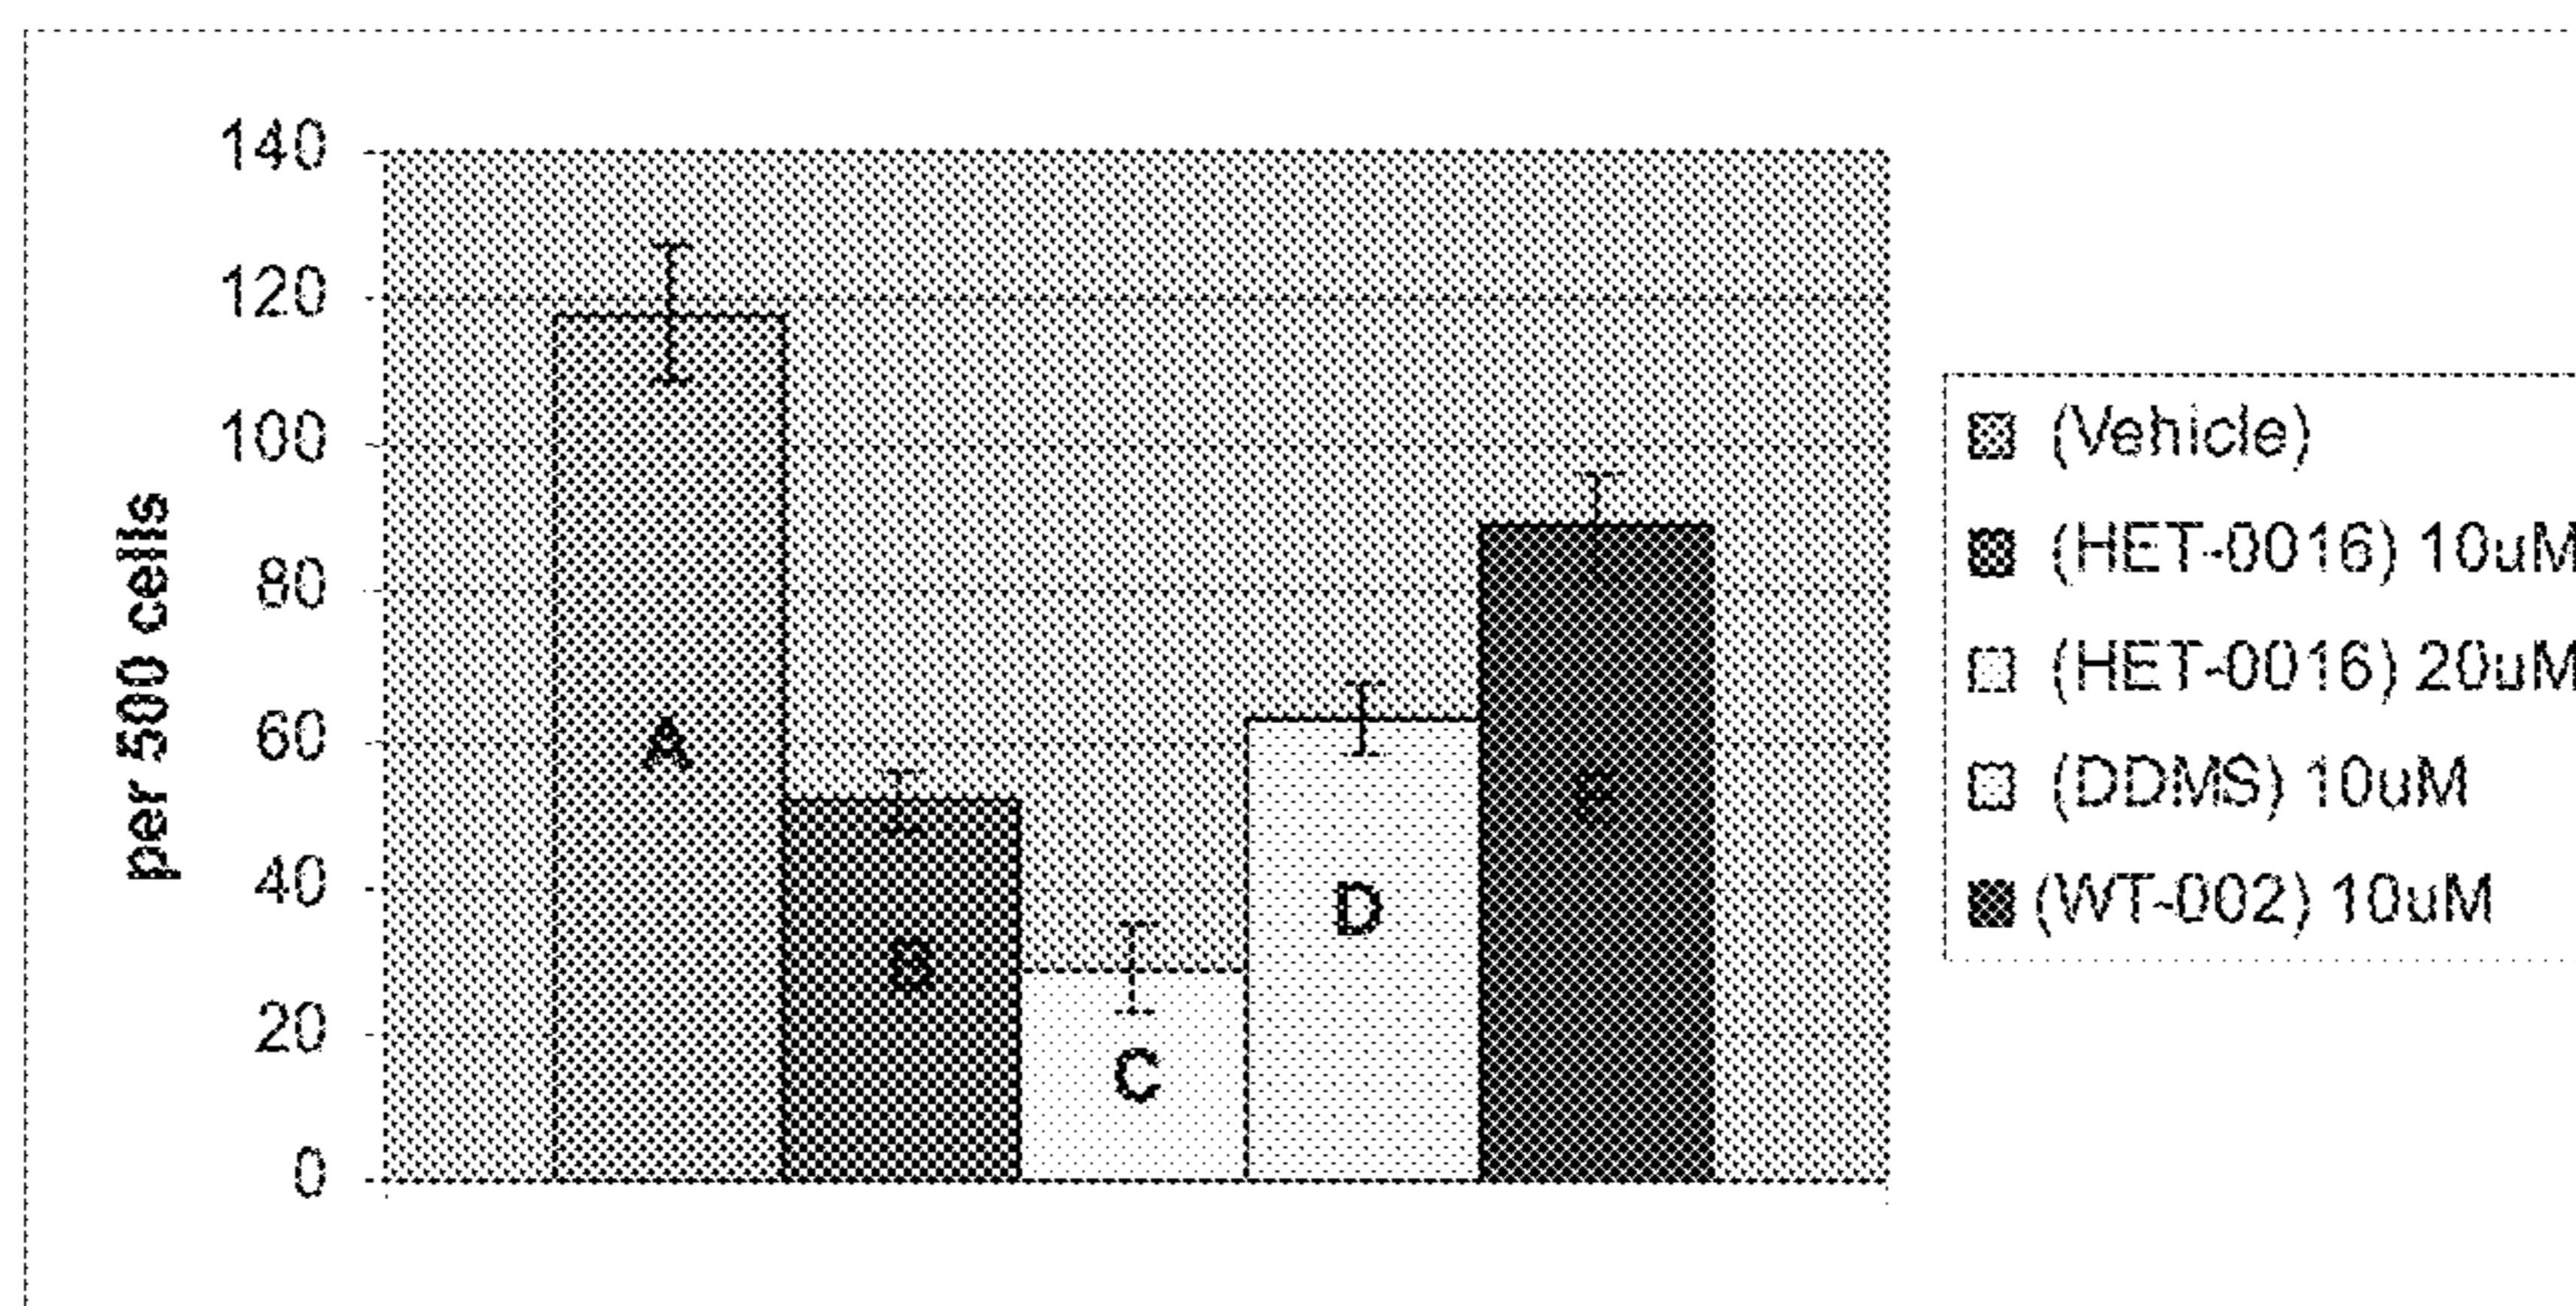 per 500 cells
140
120
100
80
60
40
20
0
A
B
C
D
E
(Vehicle)
(HET-0016) 10uM
(HET-0016) 20uM
(DDMS) 10uM
(WT-002) 10uM